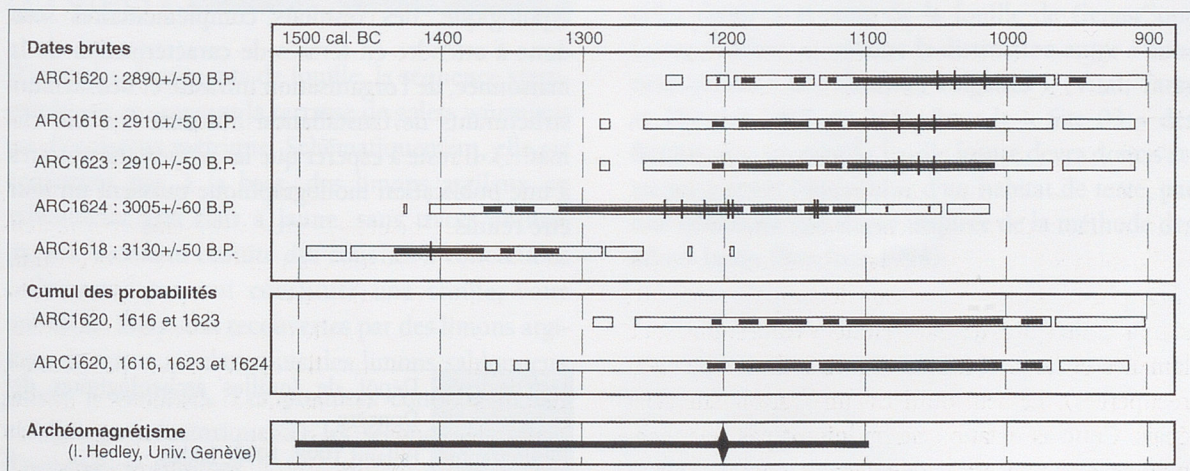 Dates brutes
1500 cal. BC 1400 1300 1200 1100 1000 900
ARC1620 : 2890+/-50 B.P.
ARC1616 : 2910+/-50 B.P.
ARC1623 : 2910+/-50 B.P.
ARC1624 : 3005+/-60 B.P.
ARC1618 : 3130+/-50 B.P.
Cumul des probabilités
ARC1620, 1616 et 1623
ARC1620, 1616, 1623 et 1624
Archéomagnétisme
(I. Hedley, Univ. Genève)